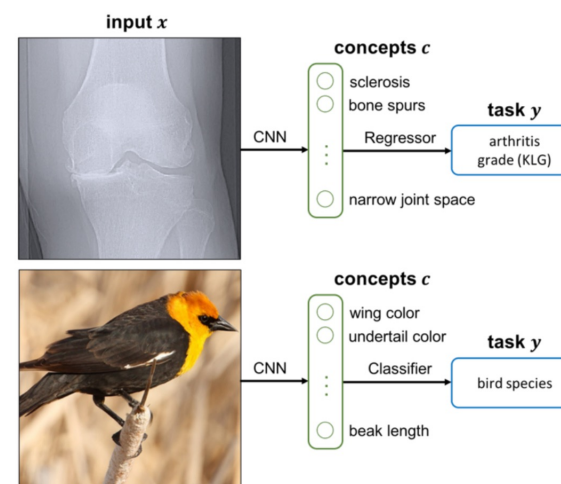 input x
concepts c
sclerosis
bone spurs
task y
CNN
Regressor
arthritis
grade (KLG)
narrow joint space
concepts c
wing color
undertail color
task y
CNN
Classifier
bird species
beak length